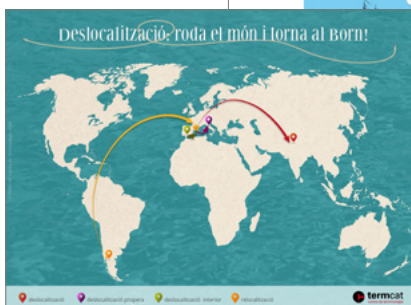 Deslocalització, roda el món i torna al Born!
deslocalització deslocalització propera deslocalització interior relocalització
termcat